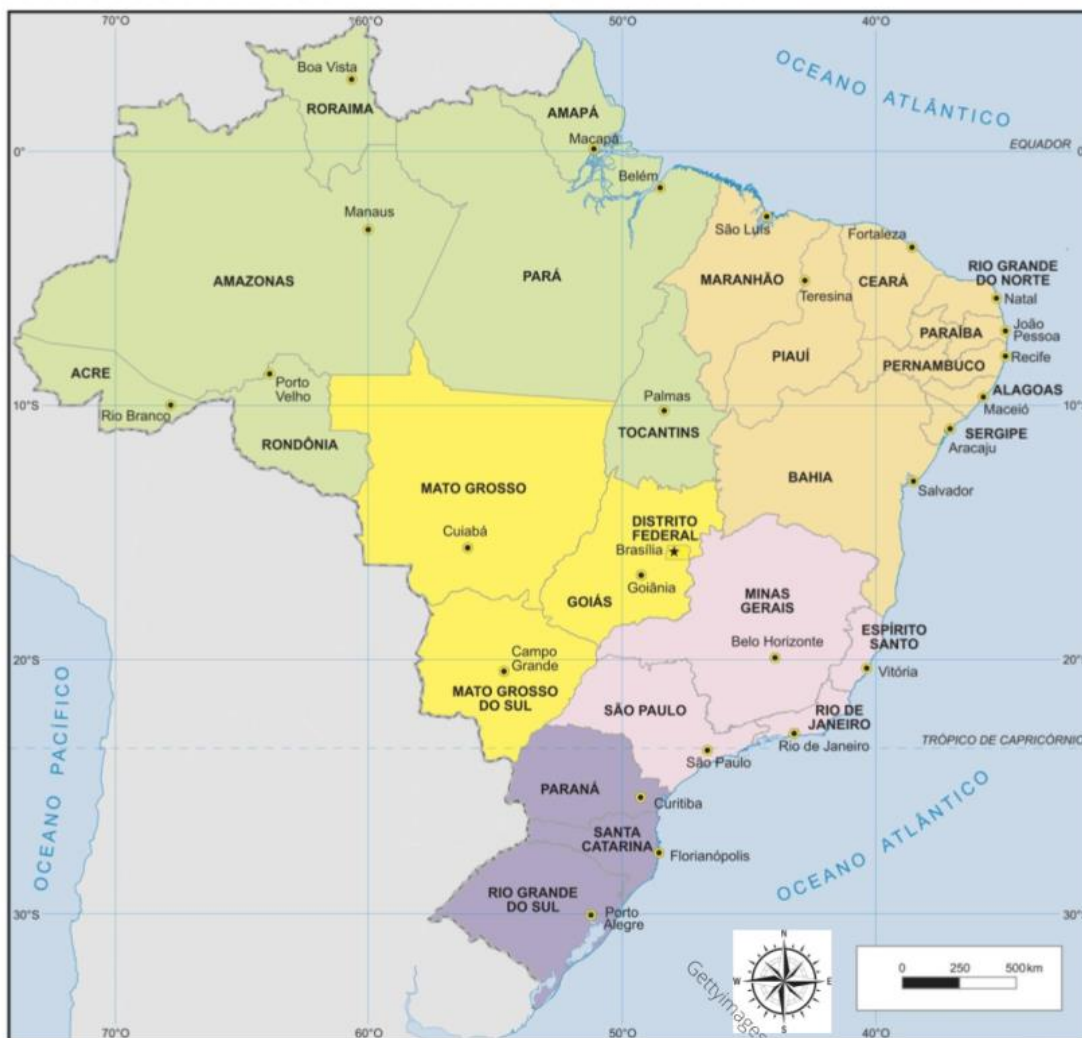 70°O
60°O
50°O
40°O
Boa Vista
RORAIMA
OCEANO ATLÂNTICO
AMAPÁ
Macapá
EQUADOR
0°
0°
Belém
Manaus
São Luís
Fortaleza
AMAZONAS
PARÁ
MARANHÃO
CEARÁ
RIO GRANDE
DO NORTE
Teresina
Natal
PARAÍBA
João
Pessoa
ACRE
PIAUÍ
PERNAMBUCO
Recife
Porto
Velho
Palmas
ALAGOAS
Maceió
10°S
10°S
Rio Branco
TOCANTINS
SERGIPE
Aracaju
RONDÔNIA
BAHIA
MATO GROSSO
Salvador
Cuiabá
DISTRITO
FEDERAL
Brasília
Goiânia
GOIÁS
MINAS
GERAIS
ESPÍRITO
SANTO
Belo Horizonte
Vitória
20°S
20°S
Campo
Grande
MATO GROSSO
DO SUL
SÃO PAULO
RIO DE
JANEIRO
Rio de Janeiro
São Paulo
TRÓPICO DE CAPRICÓRNIO
OCEANO PACÍFICO
PARANÁ
Curitiba
OCEANO ATLÂNTICO
SANTA
CATARINA
Florianópolis
RIO GRANDE
DO SUL
Porto
Alegre
30°S
30°S
N
W
E
S
Gettyimages
0 250 500 km
70°O
60°O
50°O
40°O